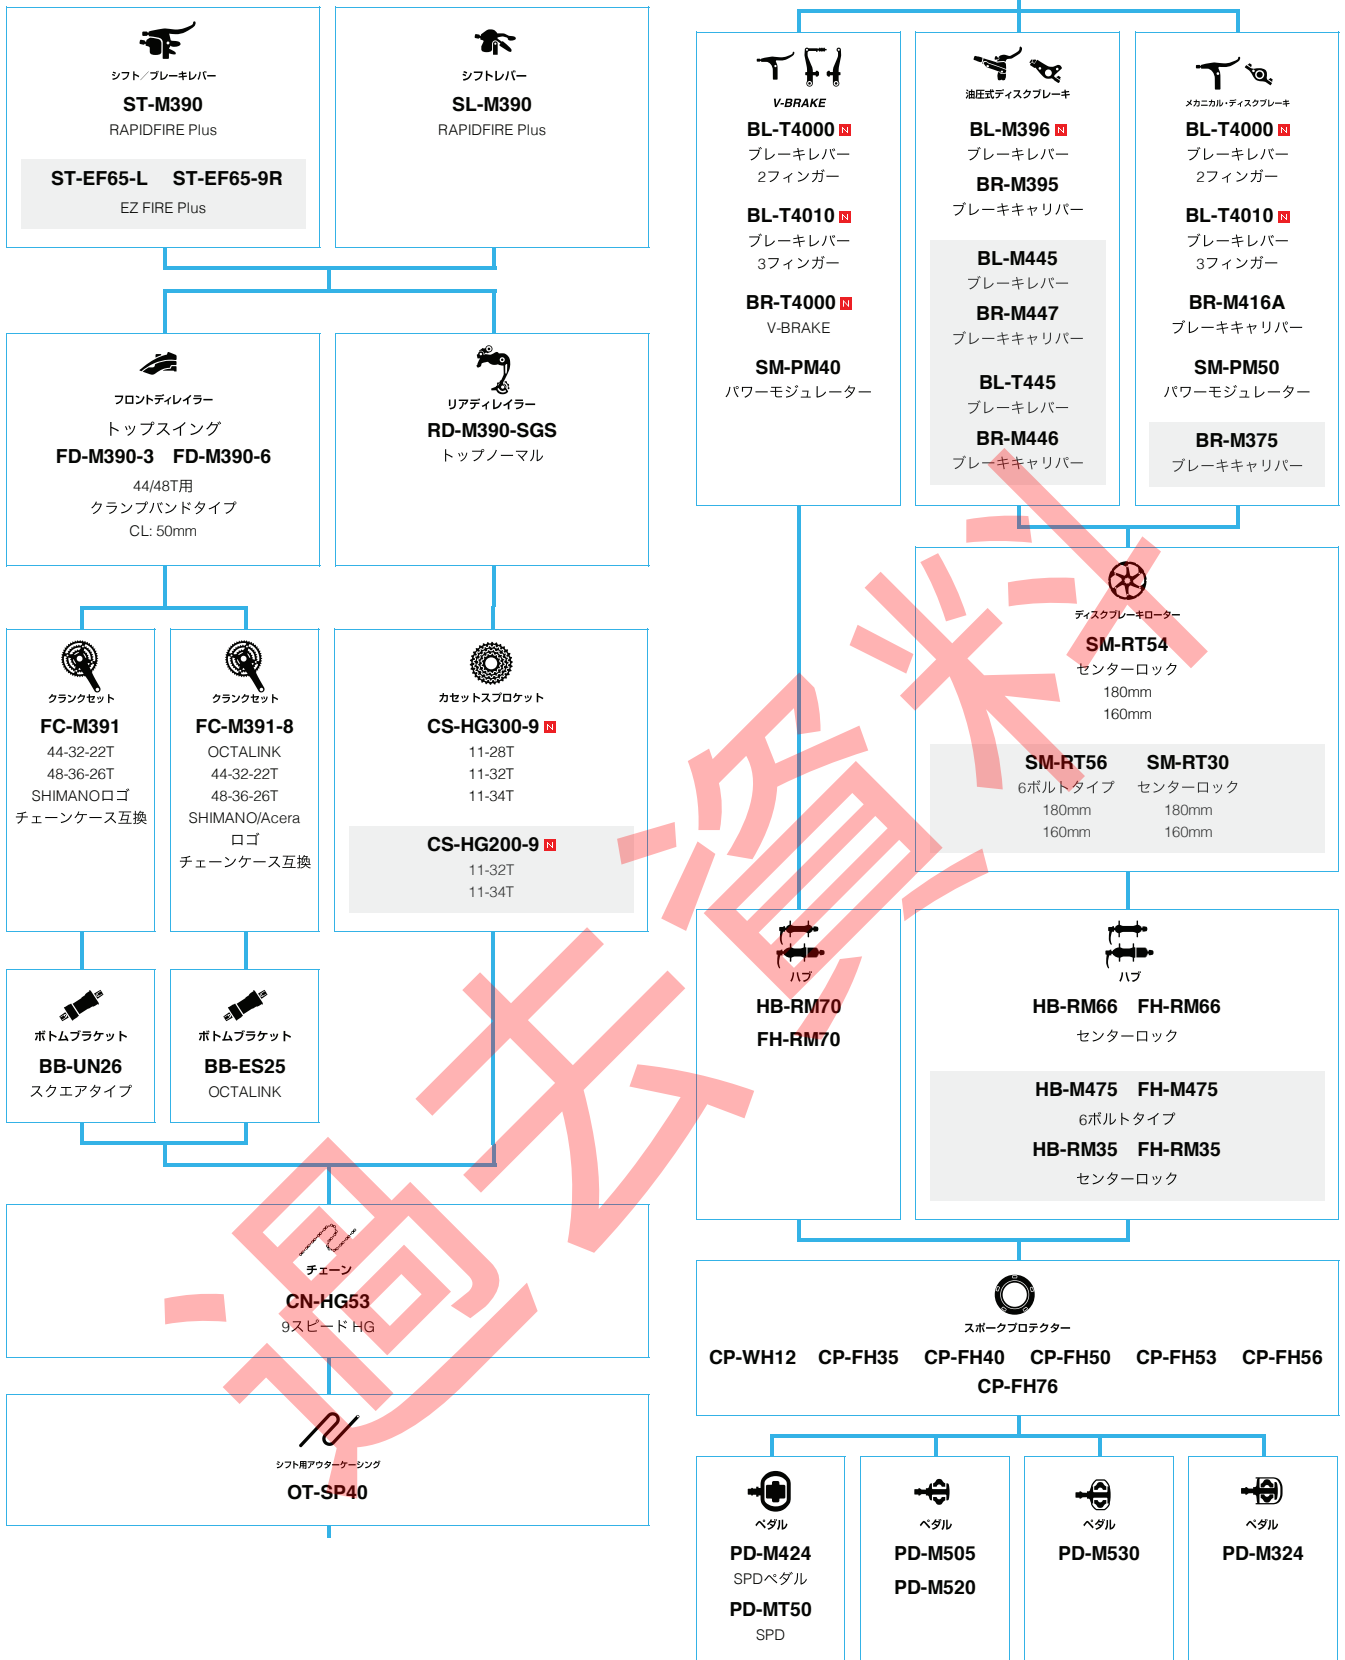 シフト／ブレーキレバー
ST-M390
RAPIDFIRE Plus
ST-EF65-L ST-EF65-9R
EZ FIRE Plus
シフトレバー
SL-M390
RAPIDFIRE Plus
フロントディレイラー
トップスイング
FD-M390-3 FD-M390-6
44/48T用
クランプバンドタイプ
CL: 50mm
リアディレイラー
RD-M390-SGS
トップノーマル
クランクセット
FC-M391
44-32-22T
48-36-26T
SHIMANOロゴ
チェーンケース互換
クランクセット
FC-M391-8
OCTALINK
44-32-22T
48-36-26T
SHIMANO/Acera
ロゴ
チェーンケース互換
カセットスプロケット
CS-HG300-9 N
11-28T
11-32T
11-34T
CS-HG200-9 N
11-32T
11-34T
ボトムブラケット
BB-UN26
スクエアタイプ
ボトムブラケット
BB-ES25
OCTALINK
チェーン
CN-HG53
9スピード HG
シフト用アウターケーシング
OT-SP40
V-BRAKE
BL-T4000 N
ブレーキレバー
2フィンガー
BL-T4010 N
ブレーキレバー
3フィンガー
BR-T4000 N
V-BRAKE
SM-PM40
パワーモジュレーター
油圧式ディスクブレーキ
BL-M396 N
ブレーキレバー
BR-M395
ブレーキキャリパー
BL-M445
ブレーキレバー
BR-M447
ブレーキキャリパー
BL-T445
ブレーキレバー
BR-M446
ブレーキキャリパー
メカニカル・ディスクブレーキ
BL-T4000 N
ブレーキレバー
2フィンガー
BL-T4010 N
ブレーキレバー
3フィンガー
BR-M416A
ブレーキキャリパー
SM-PM50
パワーモジュレーター
BR-M375
ブレーキキャリパー
ディスクブレーキローター
SM-RT54
センターロック
180mm
160mm
SM-RT56 SM-RT30
6ボルトタイプ センターロック
180mm 180mm
160mm 160mm
ハブ
HB-RM70
FH-RM70
ハブ
HB-RM66 FH-RM66
センターロック
HB-M475 FH-M475
6ボルトタイプ
HB-RM35 FH-RM35
センターロック
スポークプロテクター
CP-WH12 CP-FH35 CP-FH40 CP-FH50 CP-FH53 CP-FH56
CP-FH76
ペダル
PD-M424
SPDペダル
PD-MT50
SPD
ペダル
PD-M505
PD-M520
ペダル
PD-M530
ペダル
PD-M324
過去資料